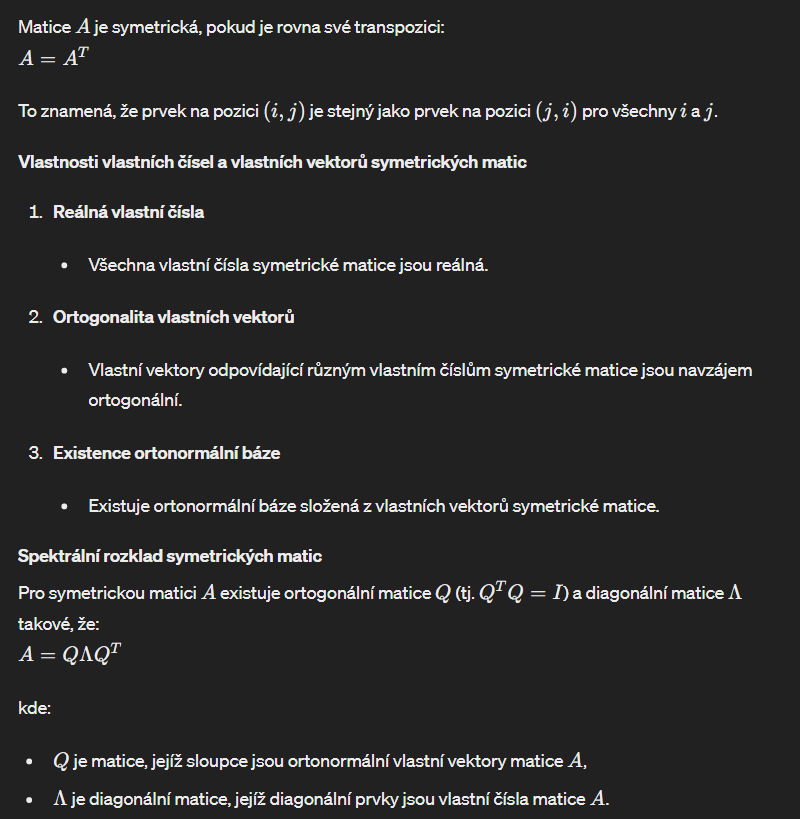 Matice A je symetrická, pokud je rovna své transpozici:
A = A^T
To znamená, že prvek na pozici (i, j) je stejný jako prvek na pozici (j, i) pro všechny i a j.
Vlastnosti vlastních čísel a vlastních vektorů symetrických matic
1. Reálná vlastní čísla
• Všechna vlastní čísla symetrické matice jsou reálná.
2. Ortogonalita vlastních vektorů
• Vlastní vektory odpovídající různým vlastním číslům symetrické matice jsou navzájem
ortogonální.
3. Existence ortonormální báze
• Existuje ortonormální báze složená z vlastních vektorů symetrické matice.
Spektrální rozklad symetrických matic
Pro symetrickou matici A existuje ortogonální matice Q (tj. Q^T Q = I) a diagonální matice Λ
takové, že:
A = QΛQ^T
kde:
• Q je matice, jejíž sloupce jsou ortonormální vlastní vektory matice A,
• Λ je diagonální matice, jejíž diagonální prvky jsou vlastní čísla matice A.